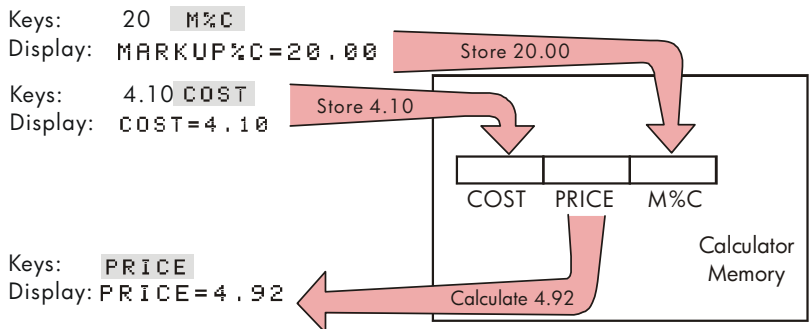 Keys: 20 M%C
Display: MARKUP%C=20.00
Store 20.00
Keys: 4.10 COST
Display: COST=4.10
Store 4.10
COST PRICE M%C
Calculator
Memory
Keys: PRICE
Display: PRICE=4.92
Calculate 4.92